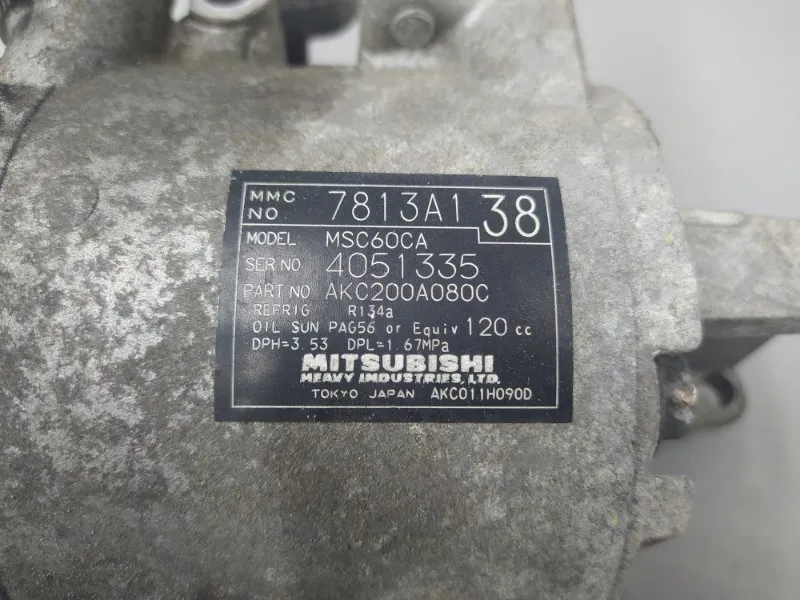 MMC NO 7813A1 38
MODEL MSC60CA
SER NO 4051335
PART NO AKC200A080C
REFRIG R134a
OIL SUN PAG56 or Equiv 120 cc
DPH=3.53 DPL=1.67MPa
MITSUBISHI
HEAVY INDUSTRIES, LTD.
TOKYO JAPAN AKC011H090D